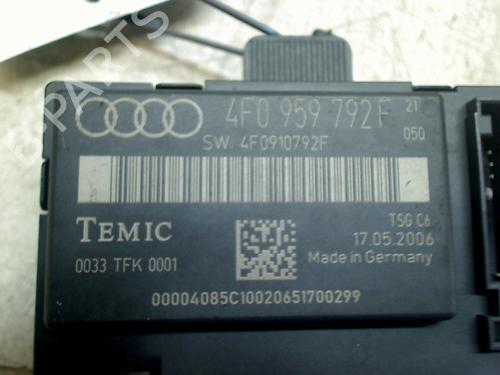 B-PARTS
4F0 959 792F 21
SW: 4F0910792F 050
TEMIC
TSG C6
17.05.2006
0033 TFK 0001
Made in Germany
00004085C10020651700299